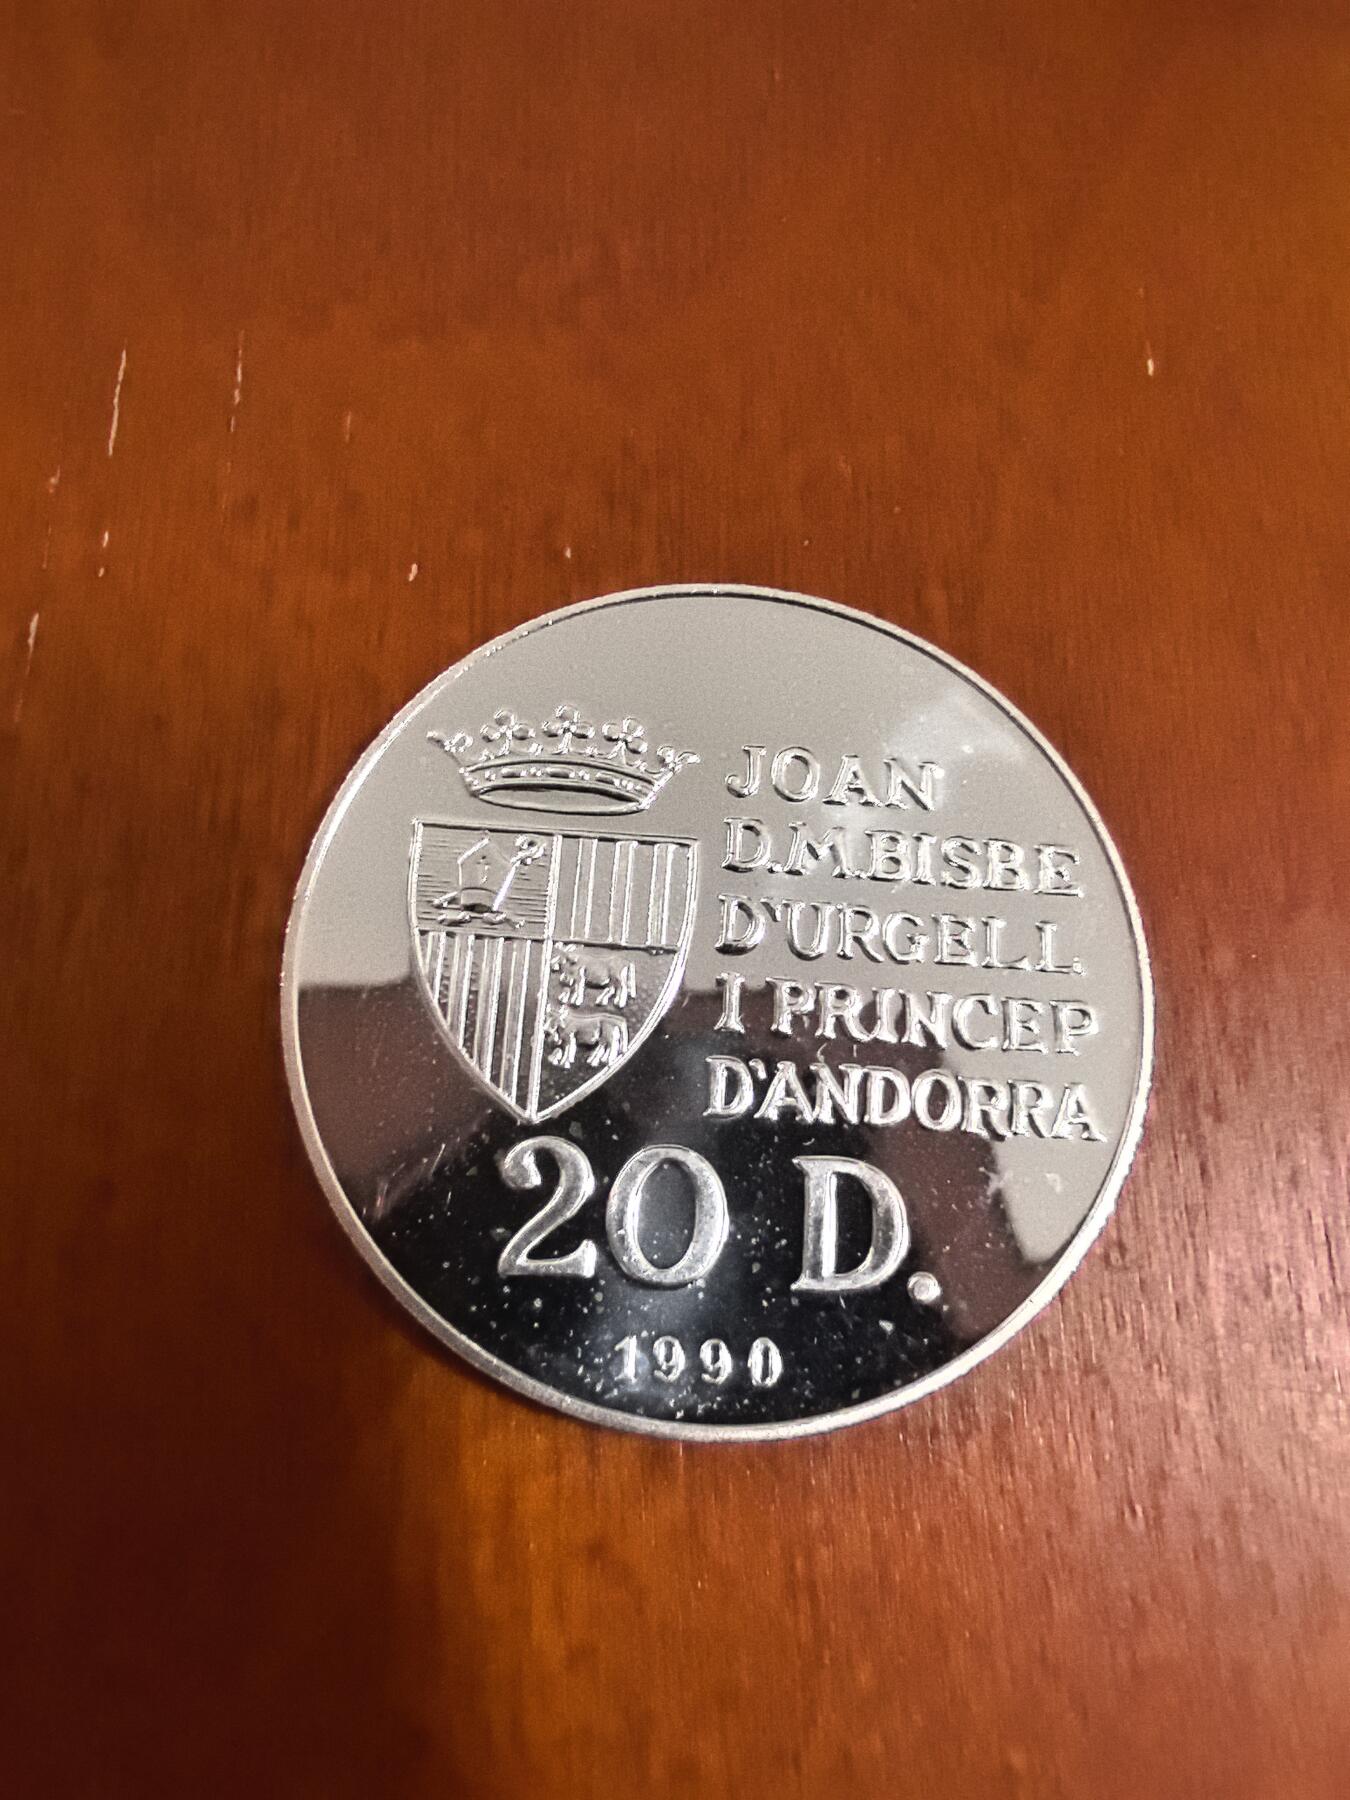 JOAN
D.M.BISBE
D'URGELL
I PRINCEP
D'ANDORRA
20 D.
1990